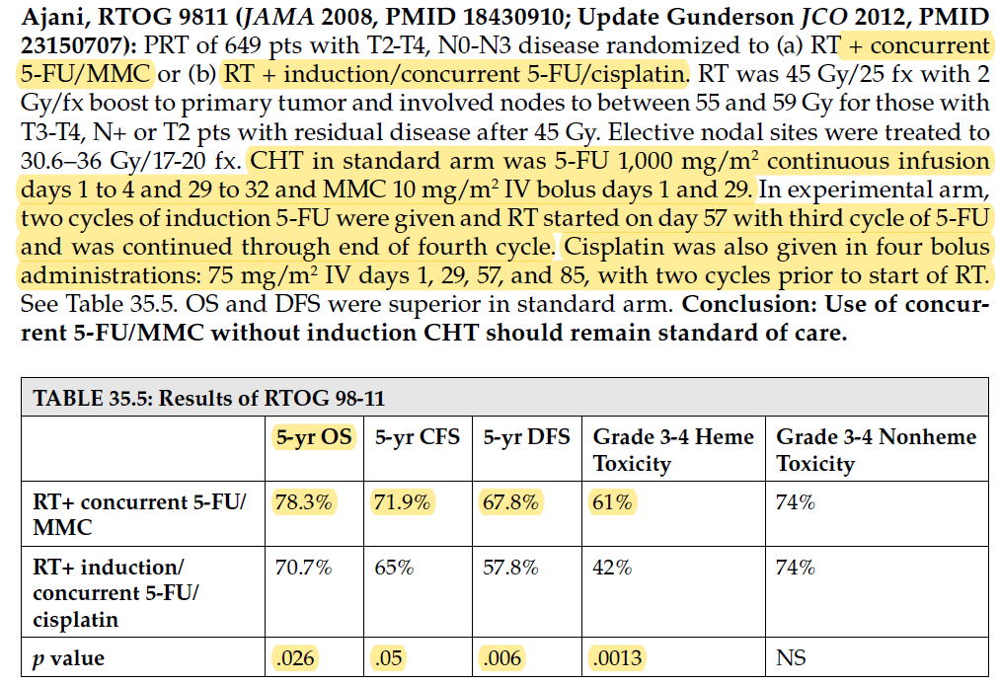 Ajani, RTOG 9811 (JAMA 2008, PMID 18430910; Update Gunderson JCO 2012, PMID
23150707): PRT of 649 pts with T2-T4, N0-N3 disease randomized to (a) RT + concurrent
5-FU/MMC or (b) RT + induction/concurrent 5-FU/cisplatin. RT was 45 Gy/25 fx with 2
Gy/fx boost to primary tumor and involved nodes to between 55 and 59 Gy for those with
T3-T4, N+ or T2 pts with residual disease after 45 Gy. Elective nodal sites were treated to
30.6–36 Gy/17-20 fx. CHT in standard arm was 5-FU 1,000 mg/m² continuous infusion
days 1 to 4 and 29 to 32 and MMC 10 mg/m² IV bolus days 1 and 29. In experimental arm,
two cycles of induction 5-FU were given and RT started on day 57 with third cycle of 5-FU
and was continued through end of fourth cycle. Cisplatin was also given in four bolus
administrations: 75 mg/m² IV days 1, 29, 57, and 85, with two cycles prior to start of RT.
See Table 35.5. OS and DFS were superior in standard arm. Conclusion: Use of concur-
rent 5-FU/MMC without induction CHT should remain standard of care.
TABLE 35.5: Results of RTOG 98-11
5-yr OS 5-yr CFS 5-yr DFS Grade 3-4 Heme Grade 3-4 Nonheme
Toxicity Toxicity
RT+ concurrent 5-FU/ 78.3% 71.9% 67.8% 61% 74%
MMC
RT+ induction/ 70.7% 65% 57.8% 42% 74%
concurrent 5-FU/
cisplatin
p value .026 .05 .006 .0013 NS